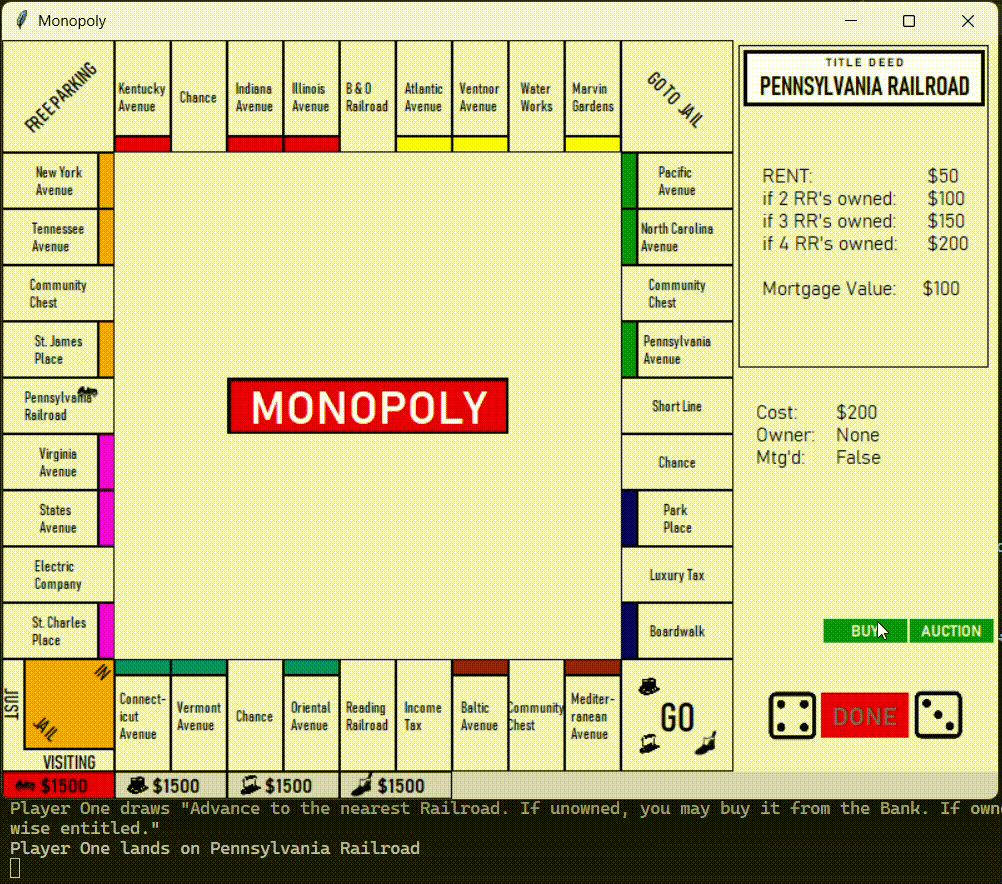 Monopoly
FREE PARKING
Kentucky
Avenue
Chance
Indiana
Avenue
Illinois
Avenue
B & O
Railroad
Atlantic
Avenue
Ventnor
Avenue
Water
Works
Marvin
Gardens
GO TO JAIL
New York
Avenue
Tennessee
Avenue
Community
Chest
St. James
Place
Pennsylvania
Railroad
Virginia
Avenue
States
Avenue
Electric
Company
St. Charles
Place
MONOPOLY
Pacific
Avenue
North Carolina
Avenue
Community
Chest
Pennsylvania
Avenue
Short Line
Chance
Park
Place
Luxury Tax
Boardwalk
IN
JAIL
JUST
VISITING
Connect-
icut
Avenue
Vermont
Avenue
Chance
Oriental
Avenue
Reading
Railroad
Income
Tax
Baltic
Avenue
Community
Chest
Mediter-
ranean
Avenue
GO
$1500
$1500
$1500
$1500
TITLE DEED
PENNSYLVANIA RAILROAD
RENT: $50
if 2 RR's owned: $100
if 3 RR's owned: $150
if 4 RR's owned: $200
Mortgage Value: $100
Cost: $200
Owner: None
Mtg'd: False
BUY
AUCTION
DONE
Player One draws "Advance to the nearest Railroad. If unowned, you may buy it from the Bank. If owne
wise entitled."
Player One lands on Pennsylvania Railroad